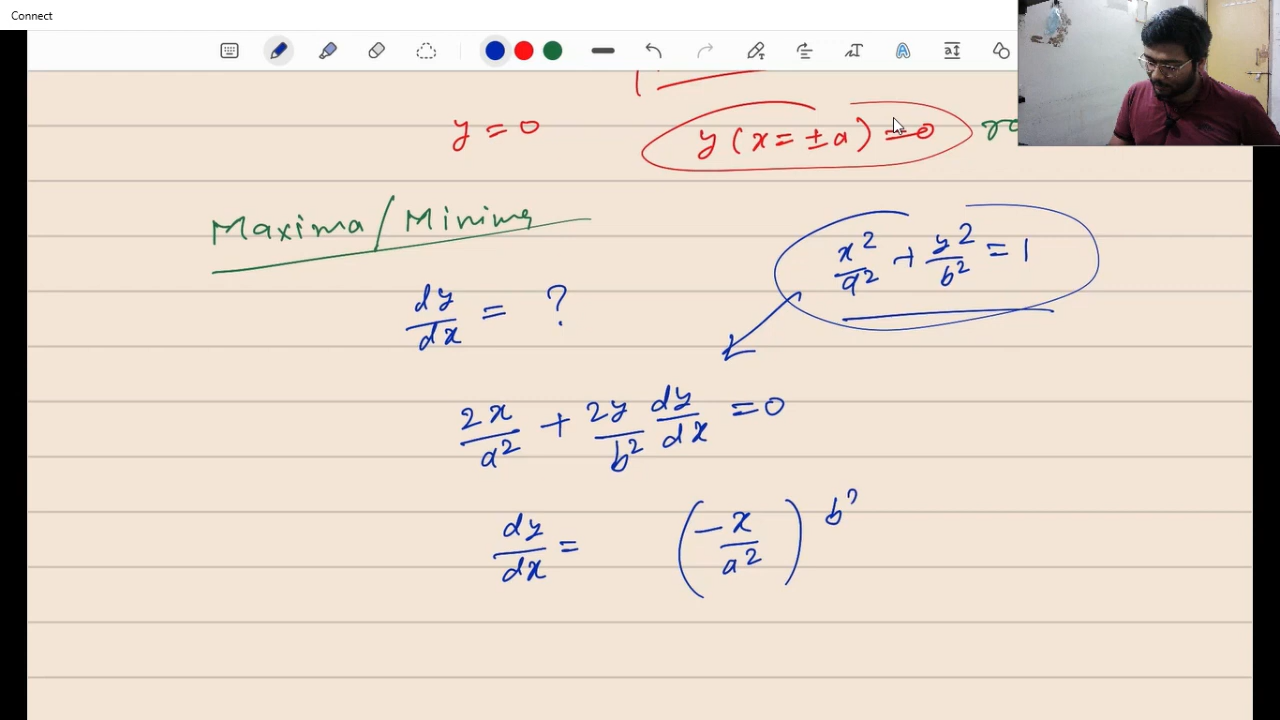 Connect
y = 0 y(x = ±a) = 0
Maxima/Minima
x²/a² + y²/b² = 1
dy/dx = ?
2x/a² + 2y/b² dy/dx = 0
dy/dx = (-x/a²) b²